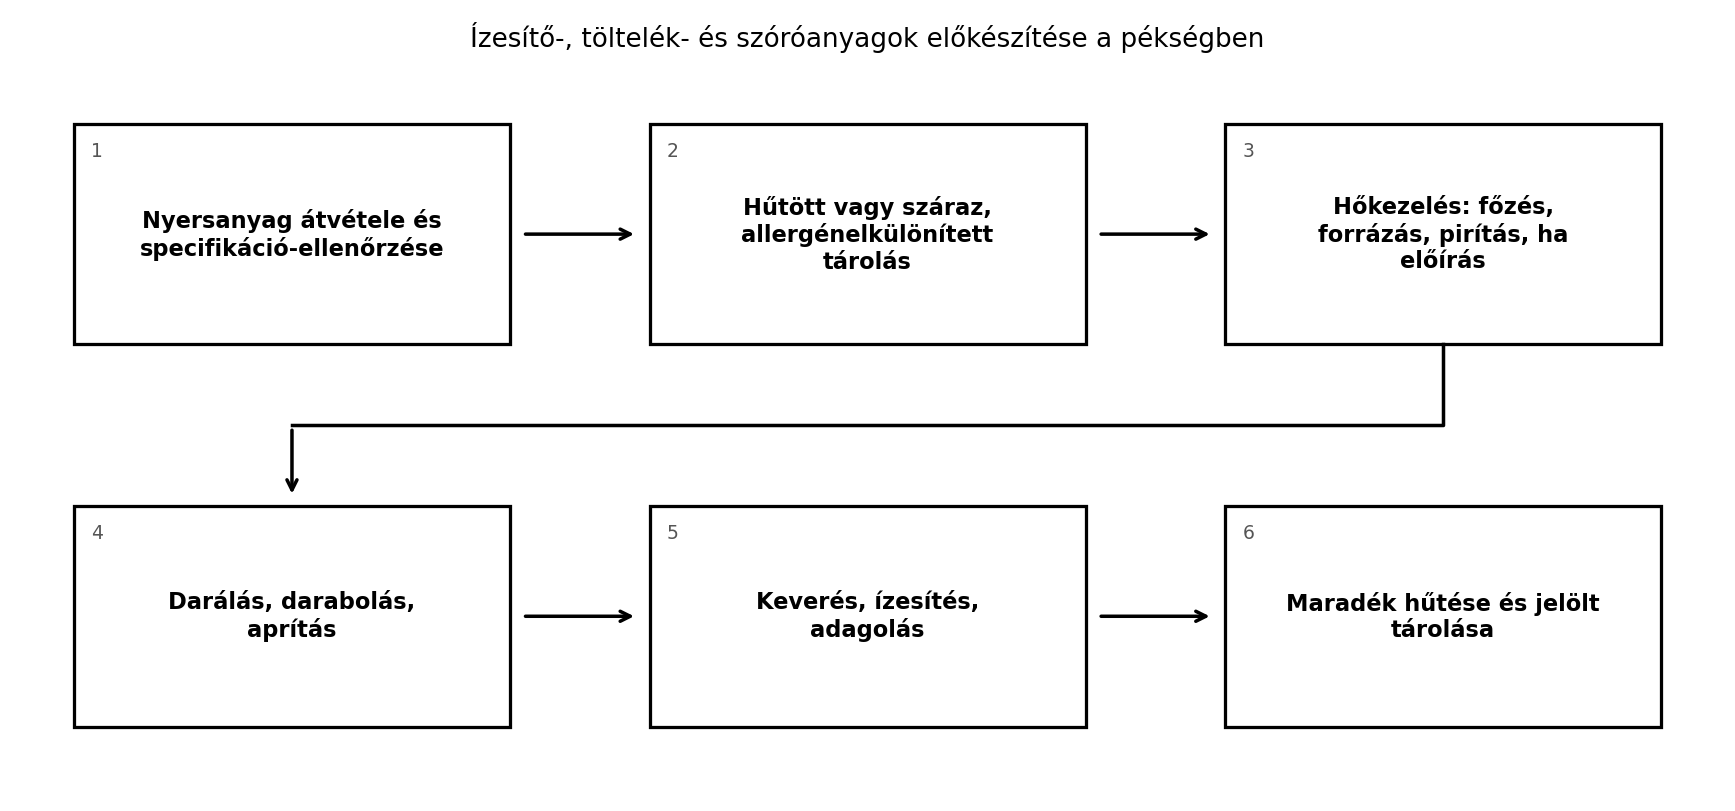 Ízesítő-, töltelék- és szóróanyagok előkészítése a pékségben
1
Nyersanyag átvétele és
specifikáció-ellenőrzése
2
Hűtött vagy száraz,
allergénelkülönített
tárolás
3
Hőkezelés: főzés,
forrázás, pirítás, ha
előírás
4
Darálás, darabolás,
aprítás
5
Keverés, ízesítés,
adagolás
6
Maradék hűtése és jelölt
tárolása